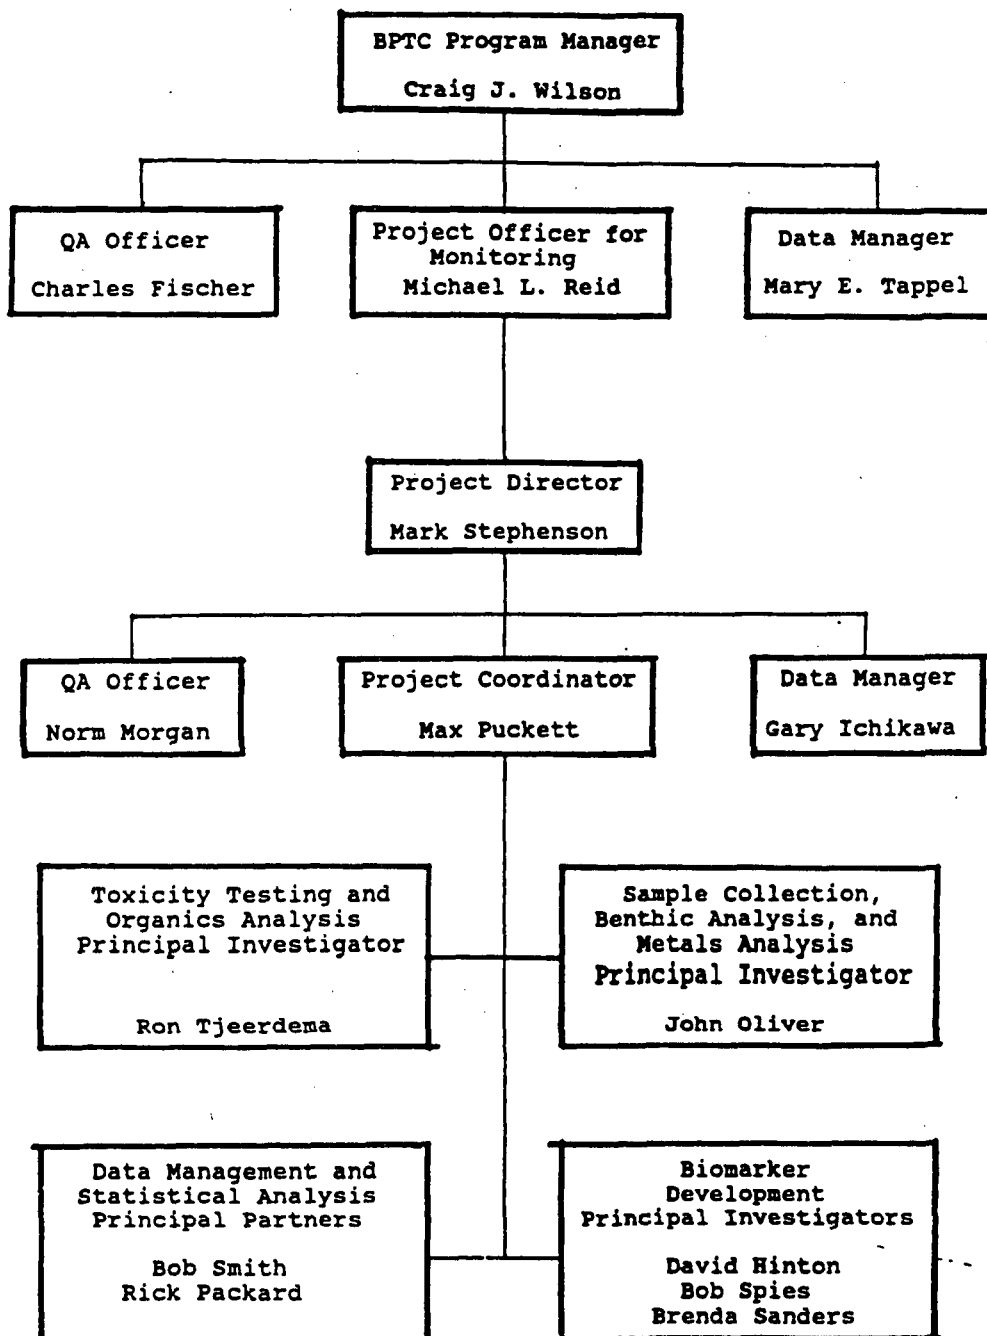 BPTC Program Manager
Craig J. Wilson
QA Officer
Charles Fischer
Project Officer for
Monitoring
Michael L. Reid
Data Manager
Mary E. Tappel
Project Director
Mark Stephenson
QA Officer
Norm Morgan
Project Coordinator
Max Puckett
Data Manager
Gary Ichikawa
Toxicity Testing and
Organics Analysis
Principal Investigator
Ron Tjeerdema
Sample Collection,
Benthic Analysis, and
Metals Analysis
Principal Investigator
John Oliver
Data Management and
Statistical Analysis
Principal Partners
Bob Smith
Rick Packard
Biomarker
Development
Principal Investigators
David Hinton
Bob Spies
Brenda Sanders